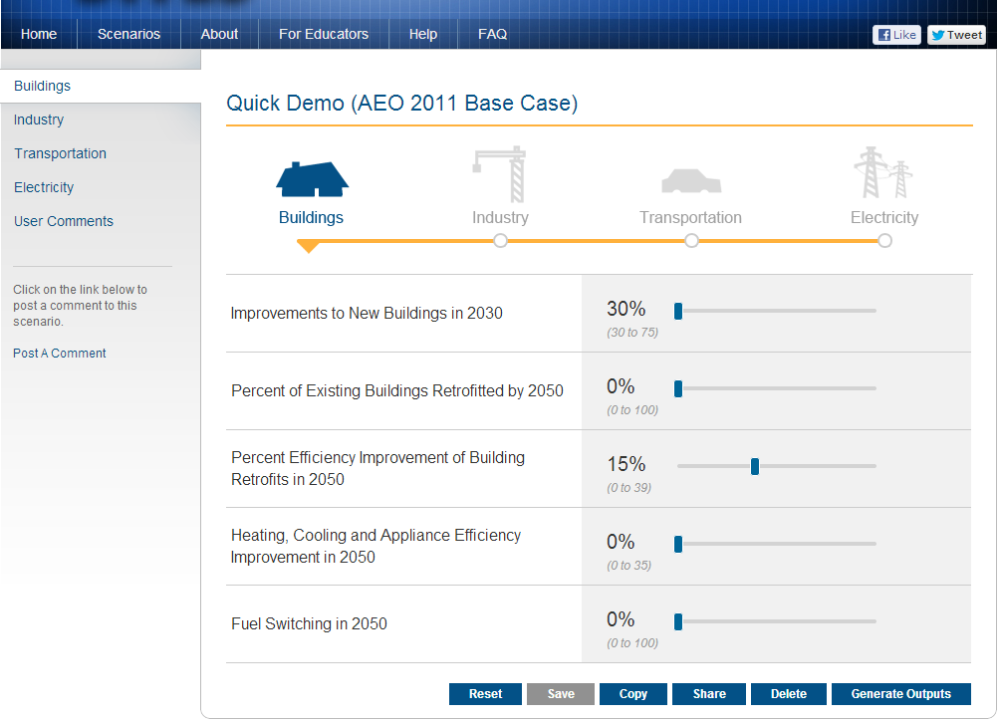 Home Scenarios About For Educators Help FAQ
Like Tweet
Buildings
Industry
Transportation
Electricity
User Comments
Click on the link below to
post a comment to this
scenario.
Post A Comment
Quick Demo (AEO 2011 Base Case)
Buildings Industry Transportation Electricity
Improvements to New Buildings in 2030
30%
(30 to 75)
Percent of Existing Buildings Retrofitted by 2050
0%
(0 to 100)
Percent Efficiency Improvement of Building
Retrofits in 2050
15%
(0 to 39)
Heating, Cooling and Appliance Efficiency
Improvement in 2050
0%
(0 to 35)
Fuel Switching in 2050
0%
(0 to 100)
Reset Save Copy Share Delete Generate Outputs